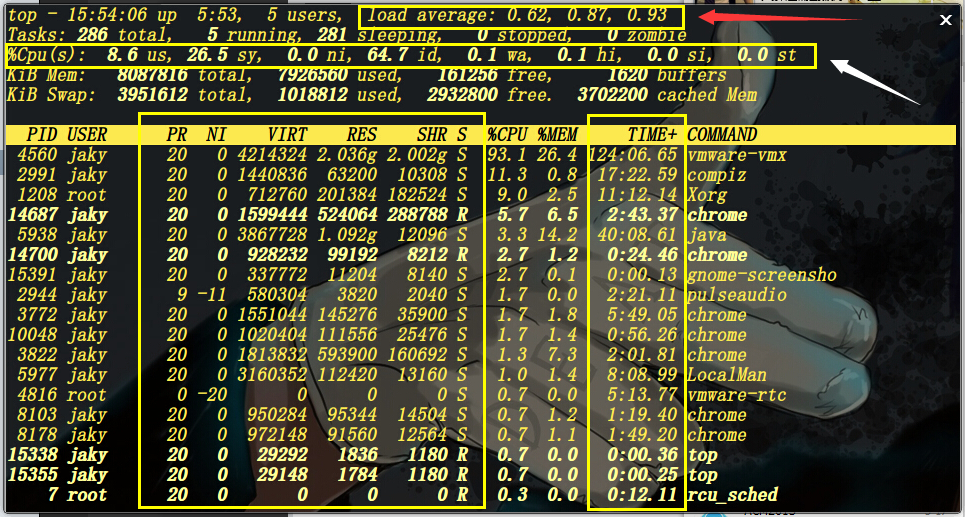 top - 15:54:06 up  5:53,  5 users,  load average: 0.62, 0.87, 0.93
Tasks: 286 total,   5 running, 281 sleeping,   0 stopped,   0 zombie
%Cpu(s):  8.6 us, 26.5 sy,  0.0 ni, 64.7 id,  0.1 wa,  0.1 hi,  0.0 si,  0.0 st
KiB Mem:   8087816 total,  7926560 used,   161256 free,     1620 buffers
KiB Swap:  3951612 total,  1018812 used,  2932800 free.  3702200 cached Mem
PID USER      PR  NI    VIRT    RES    SHR S  %CPU %MEM     TIME+ COMMAND
4560 jaky      20   0 4214324 2.036g 2.002g S  93.1 26.4 124:06.65 vmware-vmx
2991 jaky      20   0 1440836  63200  10308 S  11.3  0.8  17:22.59 compiz
1208 root      20   0  712760 201384 182524 S   9.0  2.5  11:12.14 Xorg
14687 jaky      20   0 1599444 524064 288788 R   5.7  6.5   2:43.37 chrome
5938 jaky      20   0 3867728 1.092g  12096 S   3.3 14.2  40:08.61 java
14700 jaky      20   0  928232  99192   8212 R   2.7  1.2   0:24.46 chrome
15391 jaky      20   0  337772  11204   8140 S   2.7  0.1   0:00.13 gnome-screensho
2944 jaky       9 -11  580304   3820   2040 S   1.7  0.0   2:21.11 pulseaudio
3772 jaky      20   0 1551044 145276  35900 S   1.7  1.8   5:49.05 chrome
10048 jaky      20   0 1020404 111556  25476 S   1.7  1.4   0:56.26 chrome
3822 jaky      20   0 1813832 593900 160692 S   1.3  7.3   2:01.81 chrome
5977 jaky      20   0 3160352 112420  13160 S   1.0  1.4   8:08.99 LocalMan
4816 root       0 -20       0      0      0 S   0.7  0.0   5:13.77 vmware-rtc
8103 jaky      20   0  950284  95344  14504 S   0.7  1.2   1:19.40 chrome
8178 jaky      20   0  972148  91560  12564 S   0.7  1.1   1:49.20 chrome
15338 jaky      20   0   29292   1836   1180 R   0.7  0.0   0:00.36 top
15355 jaky      20   0   29148   1784   1180 R   0.7  0.0   0:00.25 top
7 root      20   0       0      0      0 R   0.3  0.0   0:12.11 rcu_sched